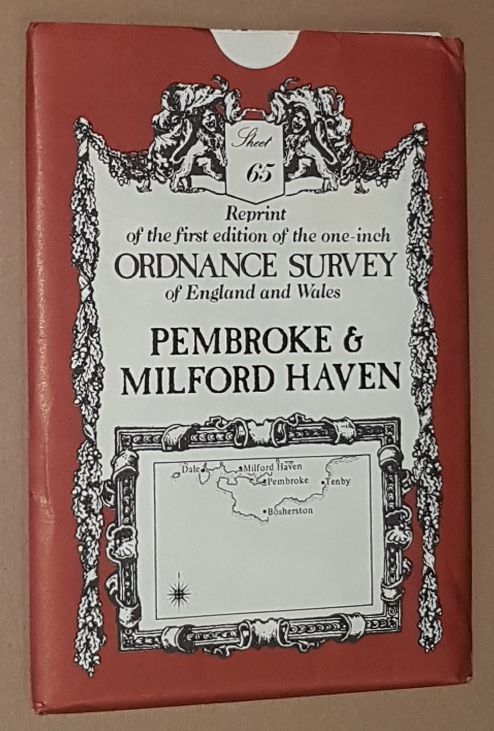 Sheet
65
Reprint
of the first edition of the one-inch
ORDNANCE SURVEY
of England and Wales
PEMBROKE &
MILFORD HAVEN
Dale
Milford Haven
Pembroke
Tenby
Bosherston